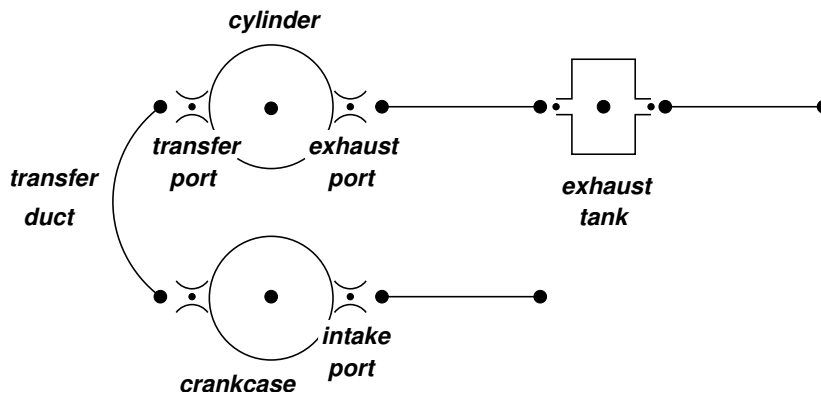 cylinder
transfer
port
exhaust
port
transfer
duct
exhaust
tank
intake
port
crankcase